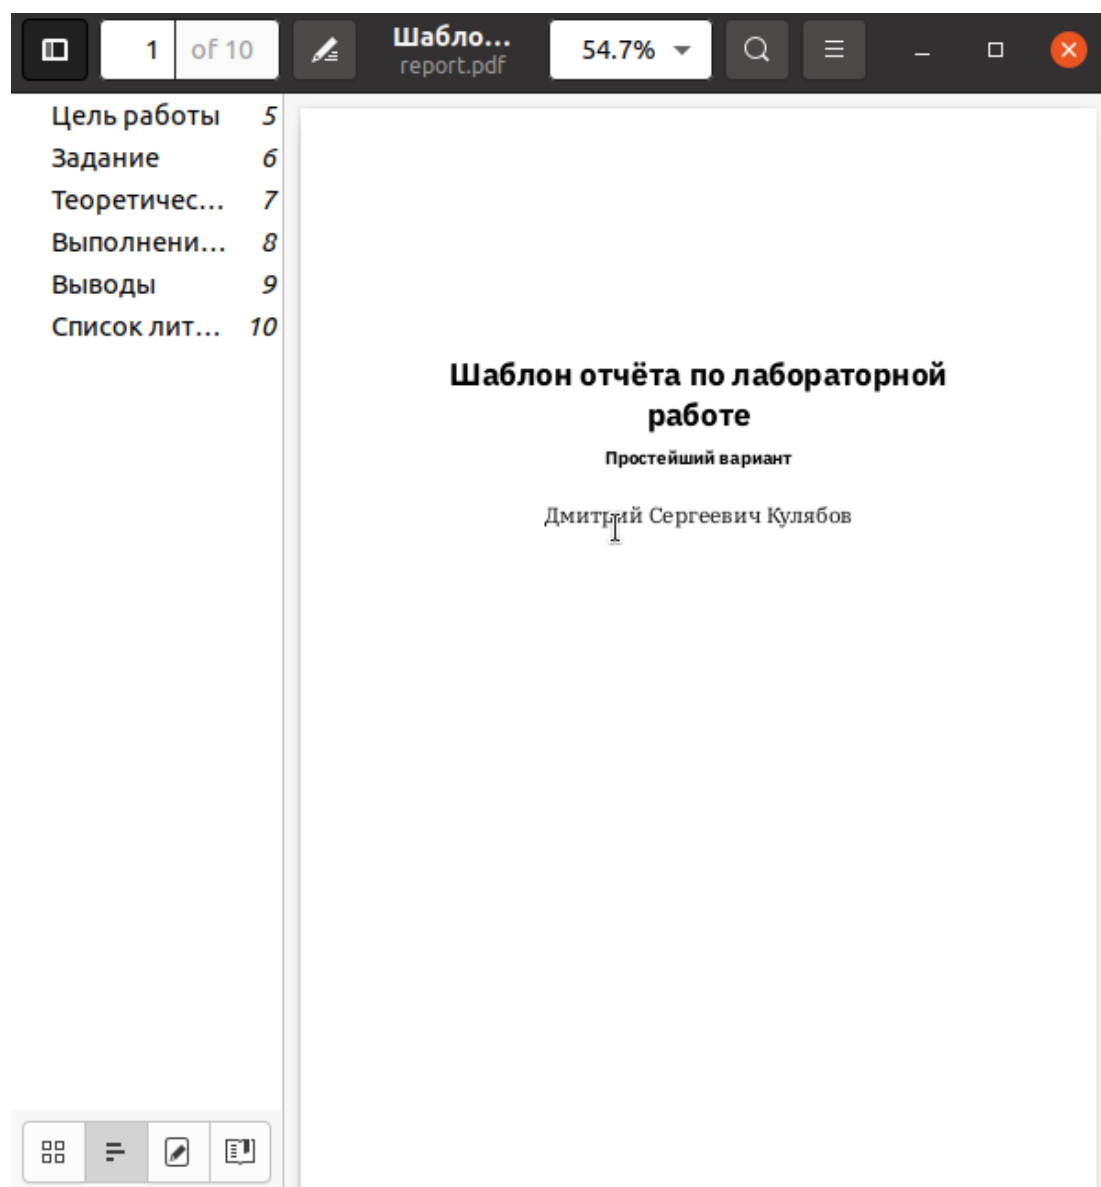 1 of 10
Шабло...
report.pdf
54.7%
Цель работы 5
Задание 6
Теоретичес... 7
Выполнени... 8
Выводы 9
Список лит... 10
Шаблон отчёта по лабораторной
работе
Простейший вариант
Дмитрий Сергеевич Кулябов